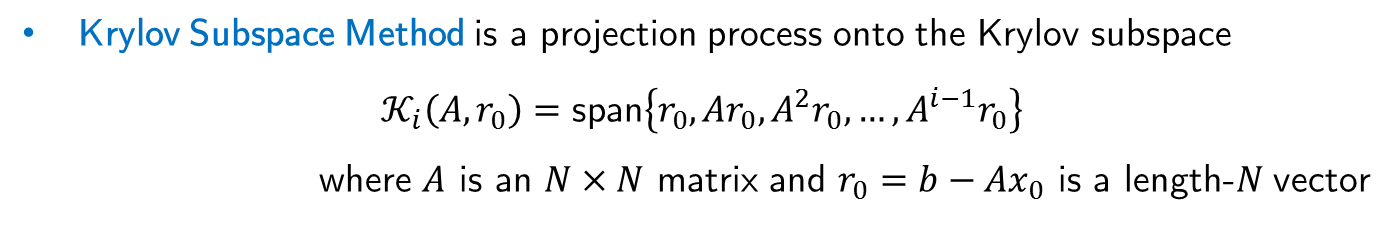 • Krylov Subspace Method is a projection process onto the Krylov subspace
𝒦ᵢ(A, r₀) = span{r₀, Ar₀, A²r₀, … , Aⁱ⁻¹r₀}
where A is an N × N matrix and r₀ = b − Ax₀ is a length-N vector